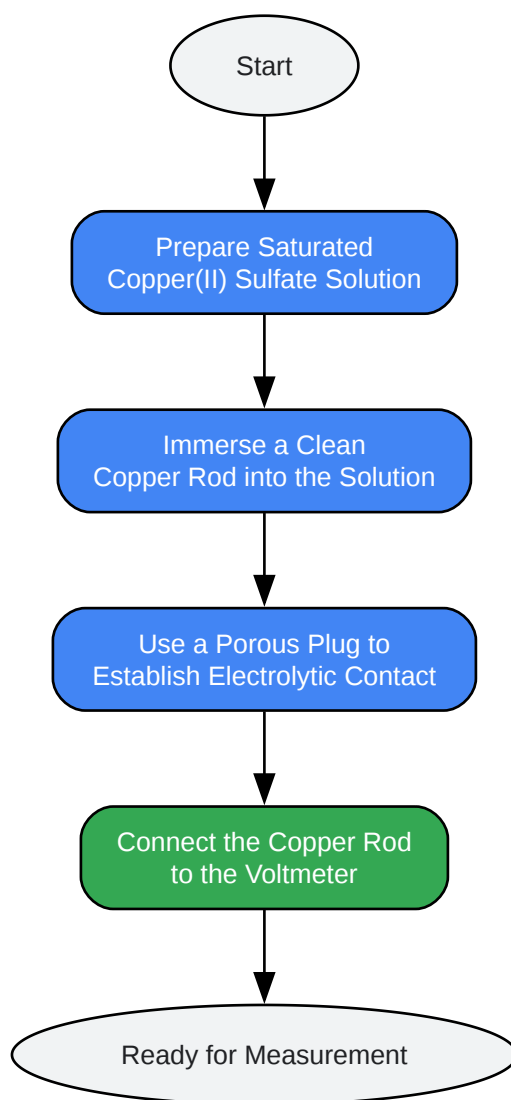 Start
Prepare Saturated
Copper(II) Sulfate Solution
Immerse a Clean
Copper Rod into the Solution
Use a Porous Plug to
Establish Electrolytic Contact
Connect the Copper Rod
to the Voltmeter
Ready for Measurement